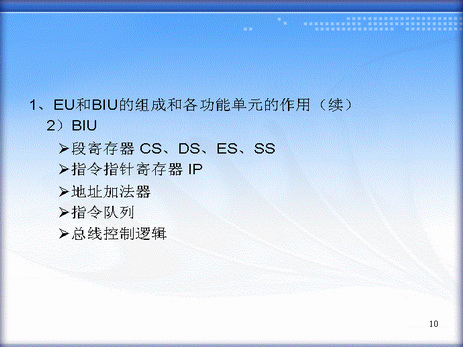 1、EU和BIU的组成和各功能单元的作用（续）
2）BIU
➢段寄存器 CS、DS、ES、SS
➢指令指针寄存器 IP
➢地址加法器
➢指令队列
➢总线控制逻辑
10